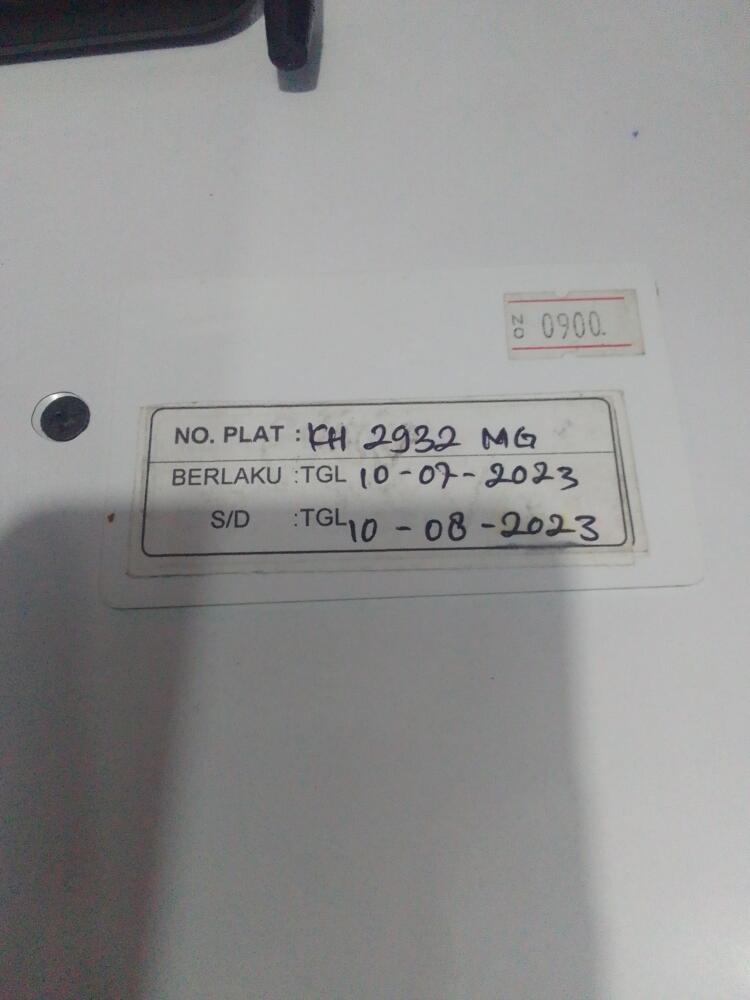 NO 0900.
NO. PLAT : KH 2932 MG
BERLAKU :TGL 10-07-2023
S/D :TGL 10-08-2023